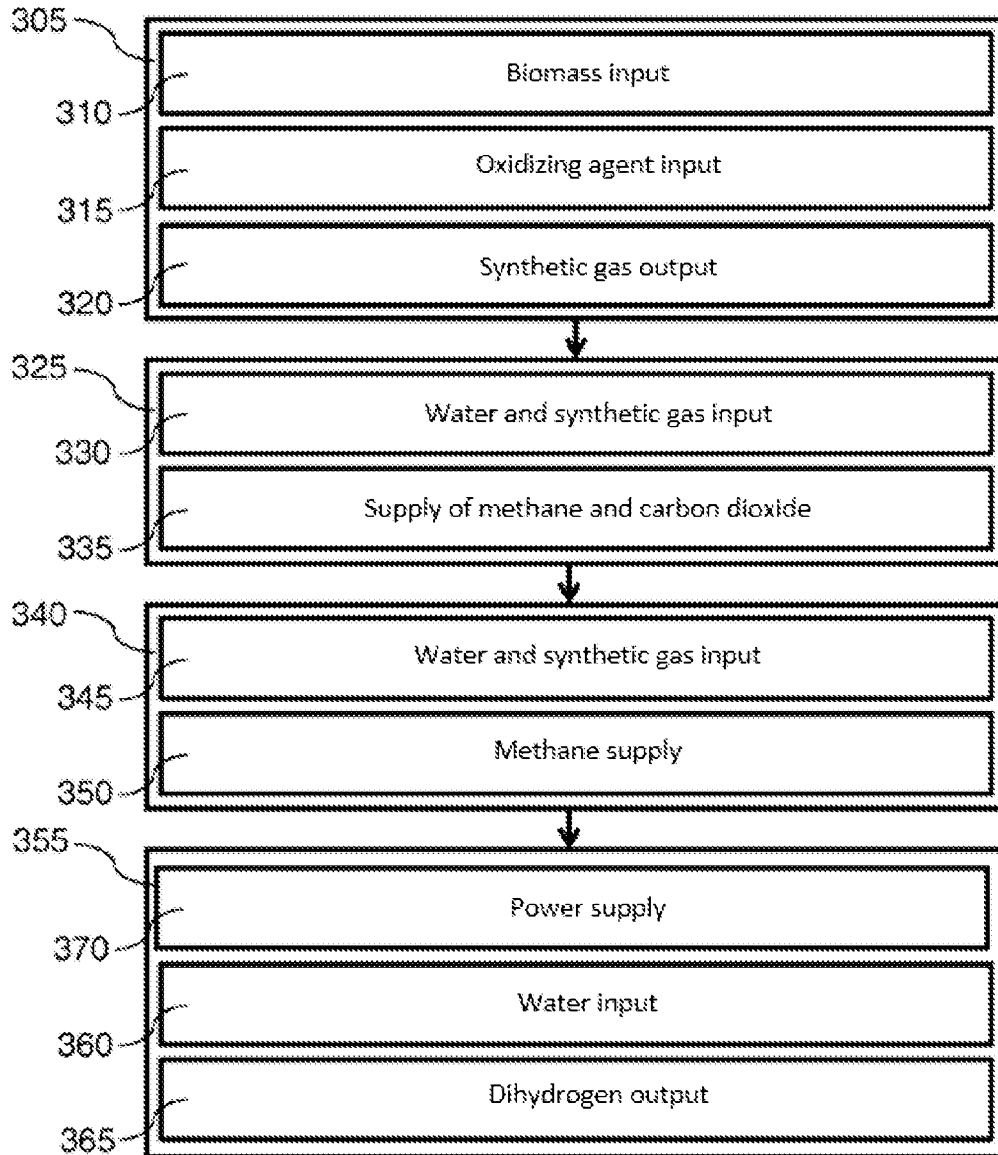 305
Biomass input
310
Oxidizing agent input
315
Synthetic gas output
320
325
Water and synthetic gas input
330
Supply of methane and carbon dioxide
335
340
Water and synthetic gas input
345
Methane supply
350
355
Power supply
370
Water input
360
Dihydrogen output
365